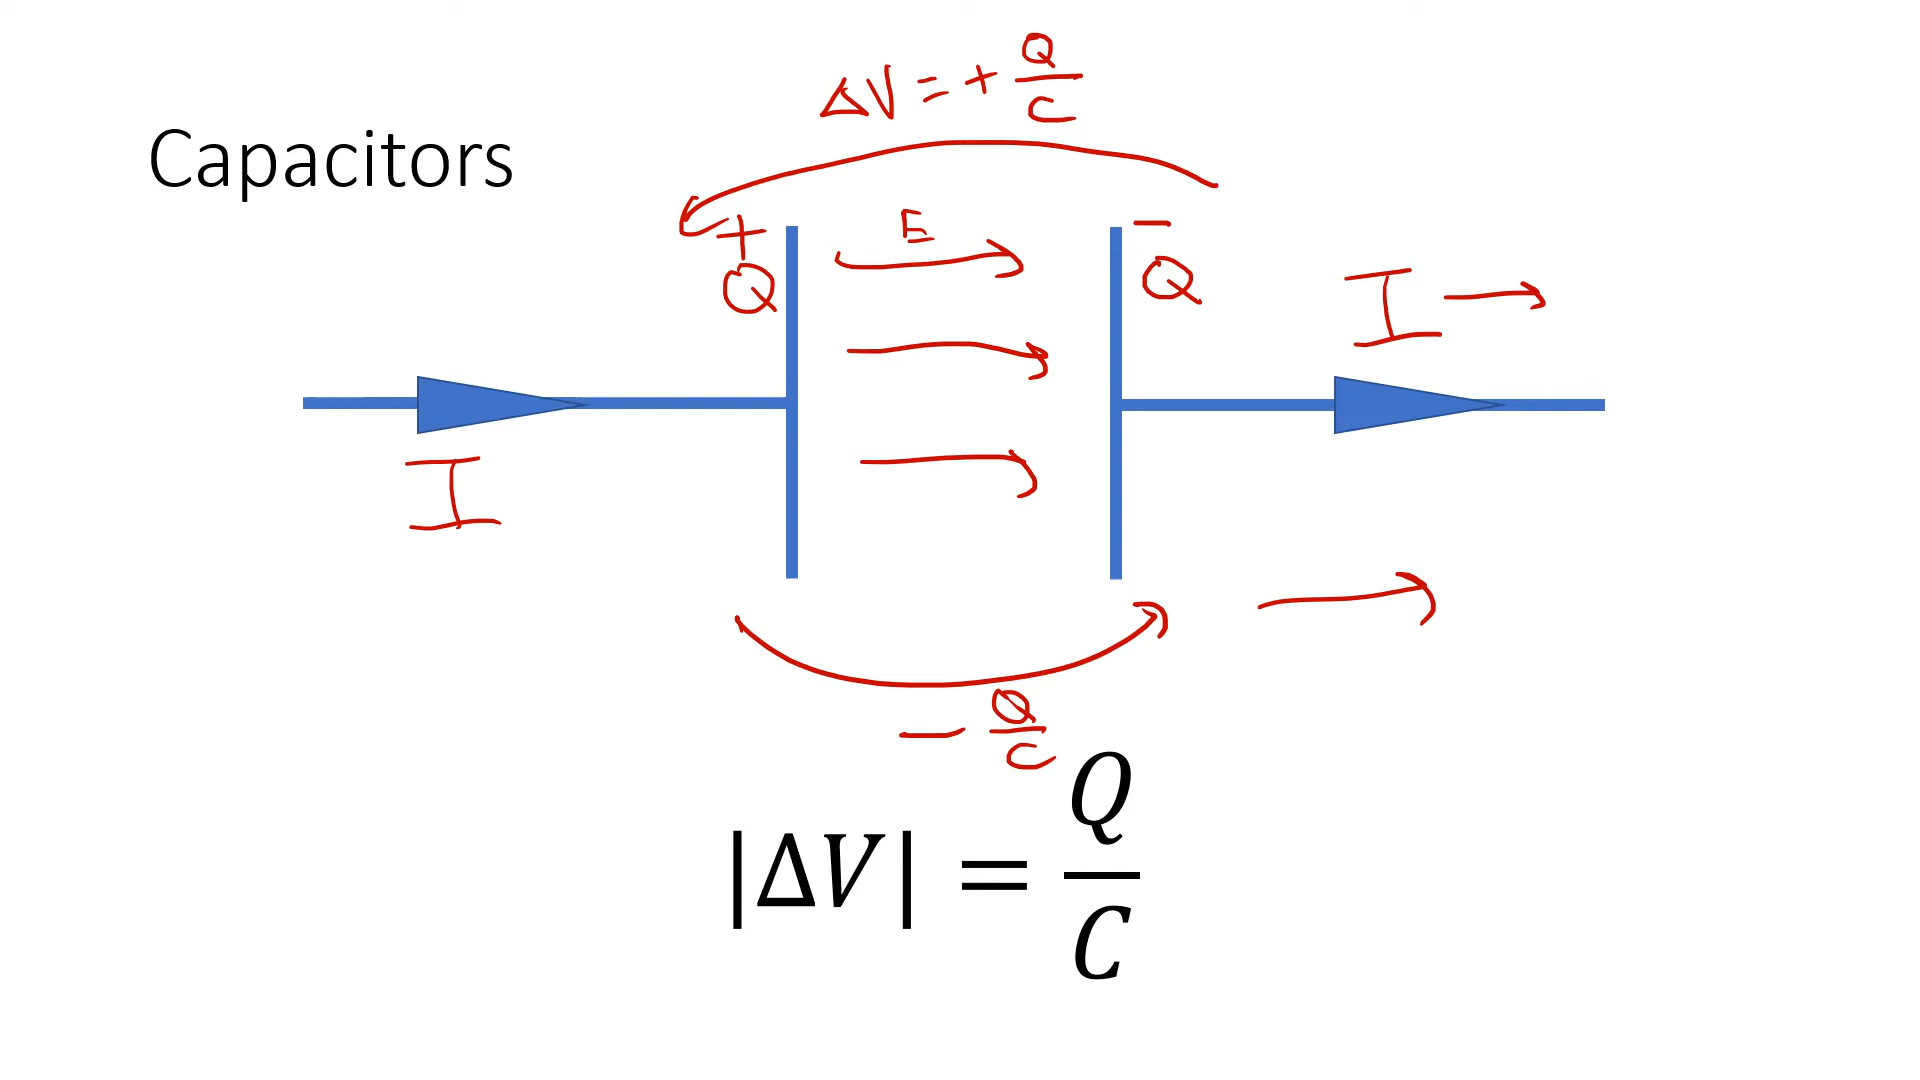 ΔV = + Q/C
Capacitors
+ −
E
Q Q
I →
I
− Q/C
|ΔV| = Q/C